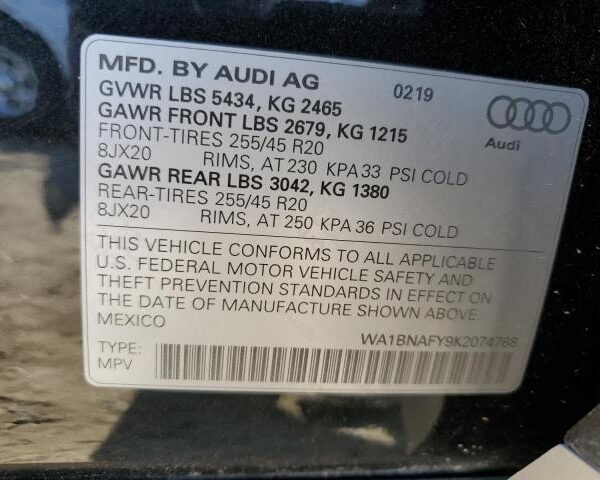 MFD. BY AUDI AG 0219
GVWR LBS 5434, KG 2465
GAWR FRONT LBS 2679, KG 1215
FRONT-TIRES 255/45 R20
8JX20 RIMS, AT 230 KPA 33 PSI COLD
GAWR REAR LBS 3042, KG 1380
REAR-TIRES 255/45 R20
8JX20 RIMS, AT 250 KPA 36 PSI COLD
Audi
THIS VEHICLE CONFORMS TO ALL APPLICABLE
U.S. FEDERAL MOTOR VEHICLE SAFETY AND
THEFT PREVENTION STANDARDS IN EFFECT ON
THE DATE OF MANUFACTURE SHOWN ABOVE.
MEXICO
WA1BNAFY9K2074788
TYPE:
MPV